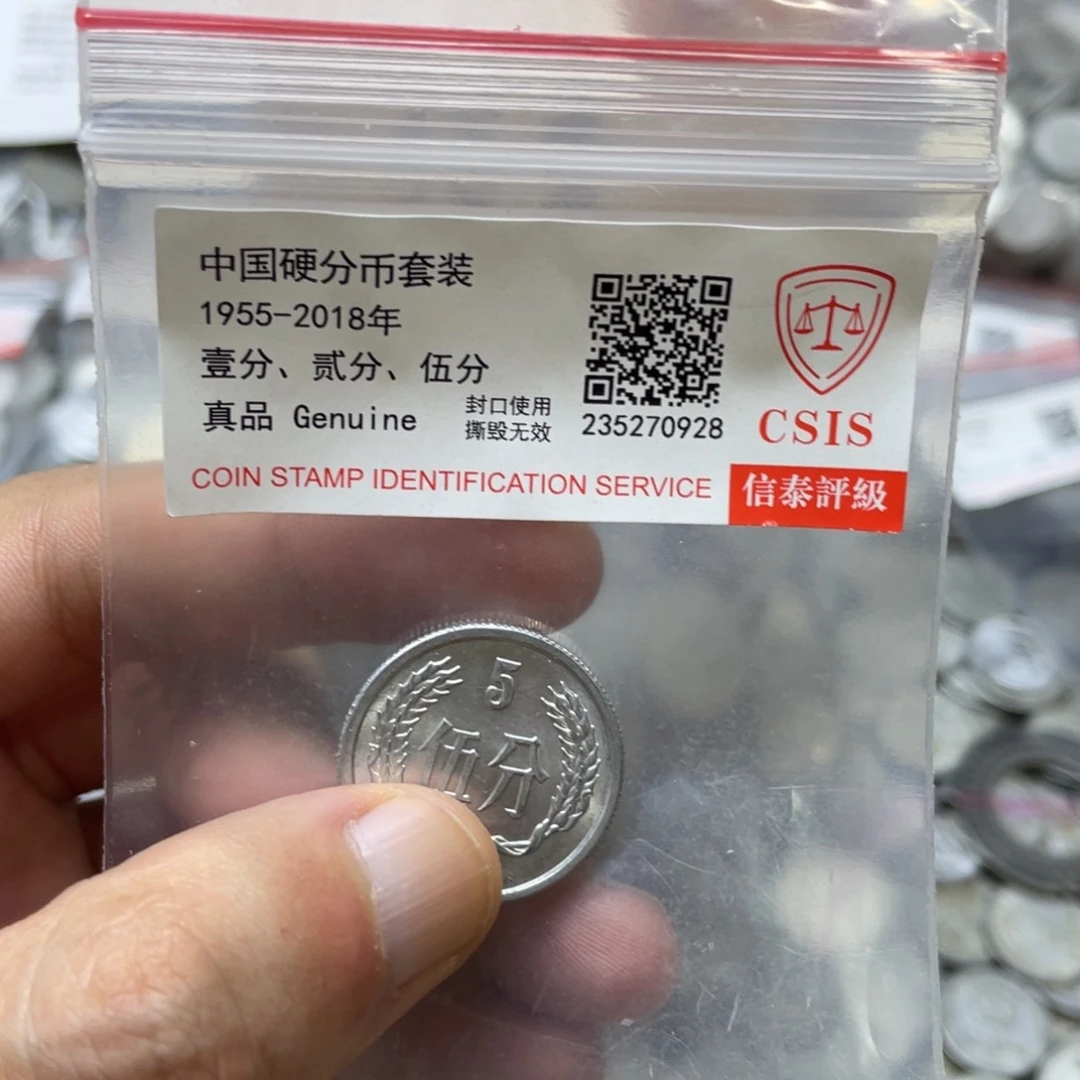 中国硬分币套装
1955-2018年
壹分、贰分、伍分
真品 Genuine
封口使用
撕毁无效
235270928
CSIS
COIN STAMP IDENTIFICATION SERVICE
信泰評級
5
伍分